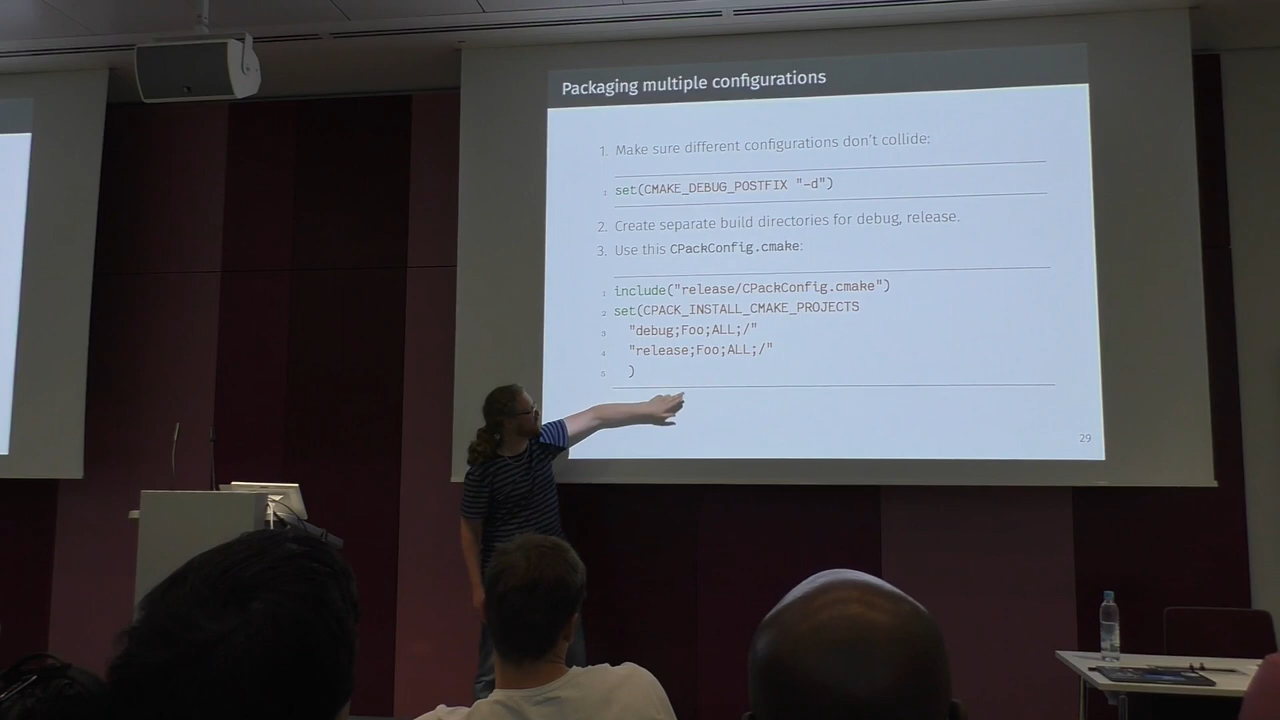 Packaging multiple configurations
1. Make sure different configurations don't collide:
1 set(CMAKE_DEBUG_POSTFIX "-d")
2. Create separate build directories for debug, release.
3. Use this CPackConfig.cmake:
1 include("release/CPackConfig.cmake")
2 set(CPACK_INSTALL_CMAKE_PROJECTS
3 "debug;Foo;ALL;/"
4 "release;Foo;ALL;/"
5 )
29